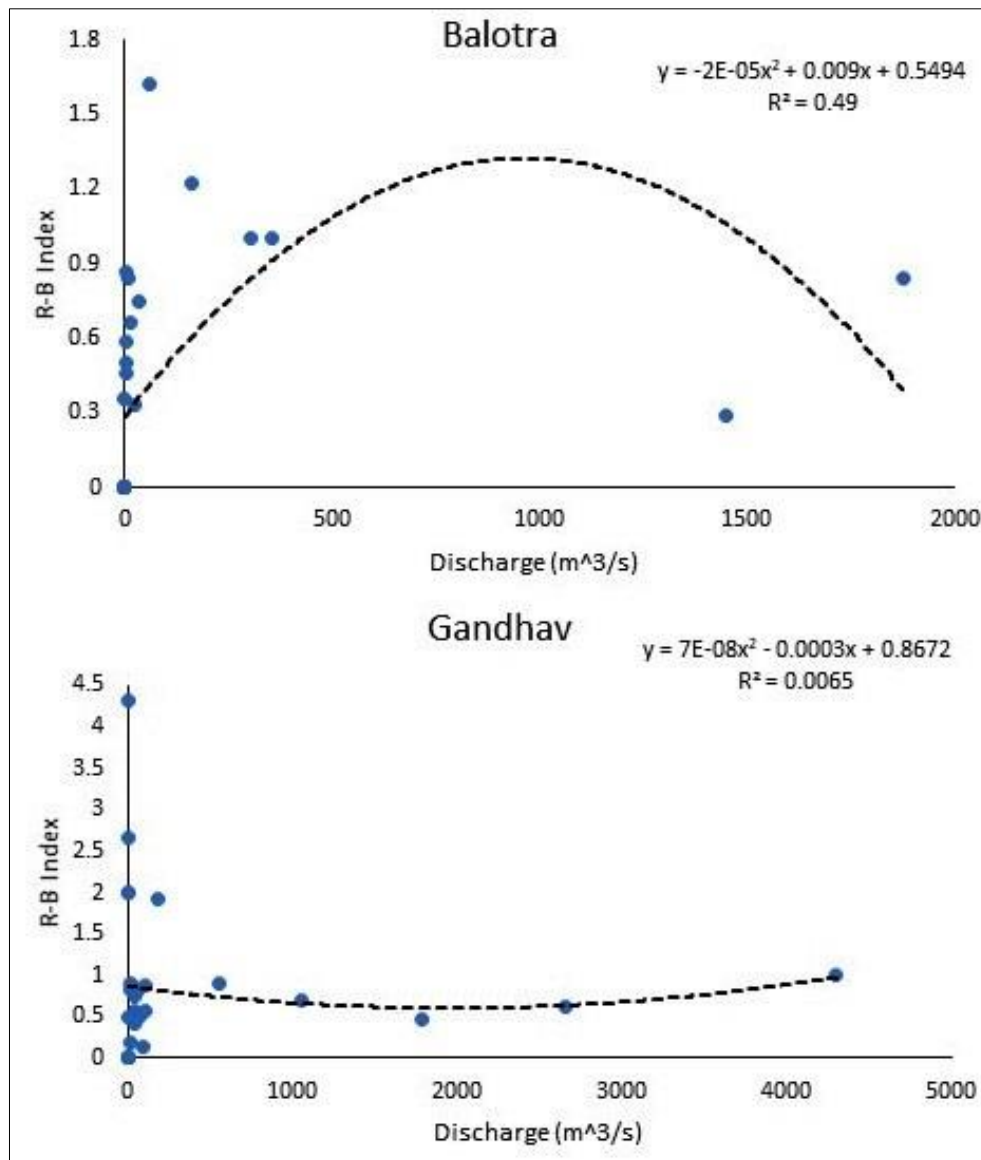 Balotra
y = -2E-05x² + 0.009x + 0.5494
R² = 0.49
1.8
1.5
1.2
0.9
0.6
0.3
0
R-B Index
0 500 1000 1500 2000
Discharge (m^3/s)
Gandhav
y = 7E-08x² - 0.0003x + 0.8672
R² = 0.0065
4.5
4
3.5
3
2.5
2
1.5
1
0.5
0
R-B Index
0 1000 2000 3000 4000 5000
Discharge (m^3/s)